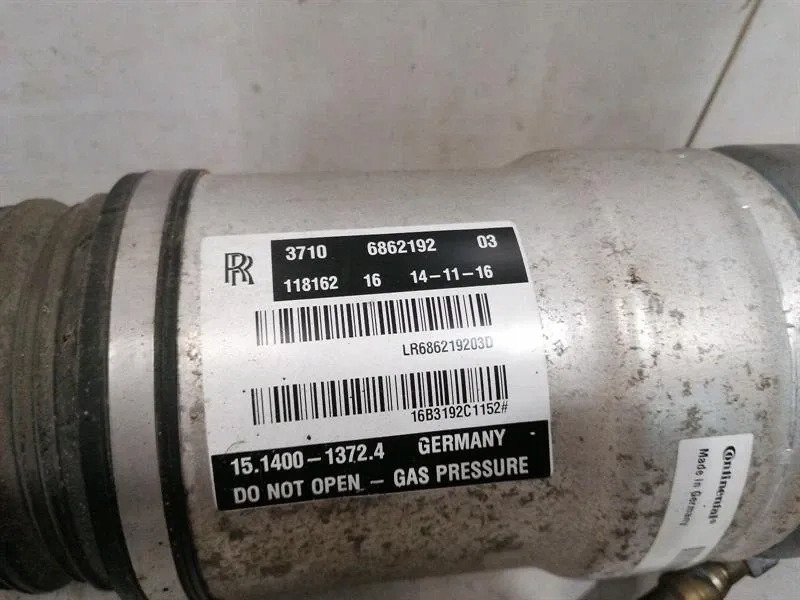 RR
3710 6862192 03
118162 16 14-11-16
LR686219203D
16B3192C1152#
15.1400-1372.4 GERMANY
DO NOT OPEN - GAS PRESSURE
Continental®
Made in Germany